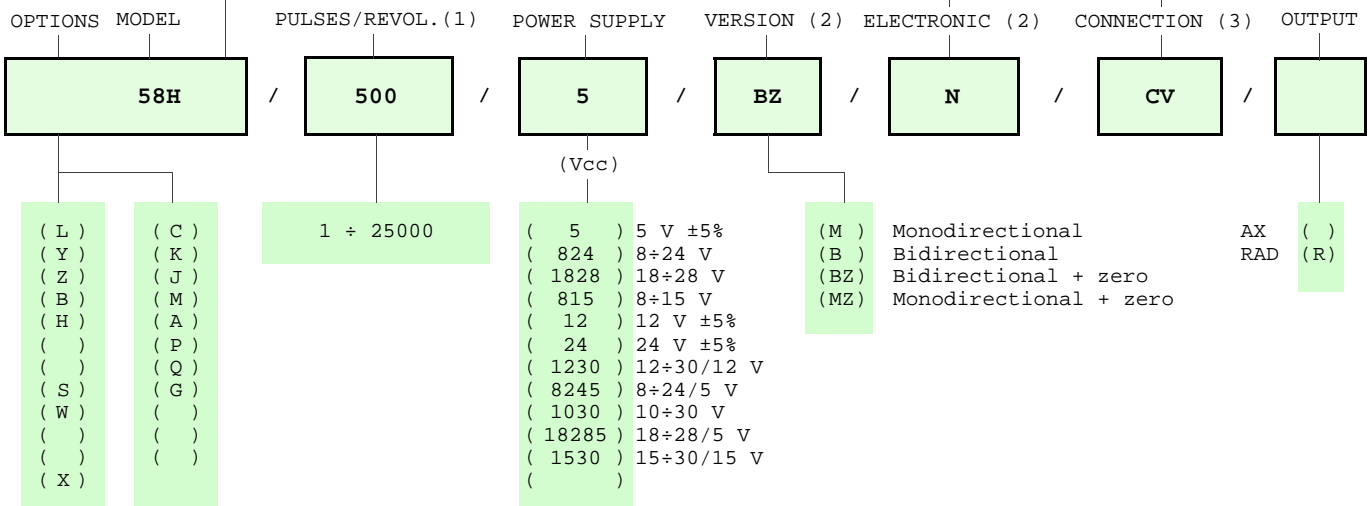 OPTIONS MODEL PULSES/REVOL.(1) POWER SUPPLY VERSION (2) ELECTRONIC (2) CONNECTION (3) OUTPUT
58H / 500 / 5 / BZ / N / CV /
(Vcc)
( L ) ( C ) 1 ÷ 25000 ( 5 ) 5 V ±5% (M ) Monodirectional AX ( )
( Y ) ( K ) ( 824 ) 8÷24 V (B ) Bidirectional RAD (R)
( Z ) ( J ) ( 1828 ) 18÷28 V (BZ) Bidirectional + zero
( B ) ( M ) ( 815 ) 8÷15 V (MZ) Monodirectional + zero
( H ) ( A ) ( 12 ) 12 V ±5%
( ) ( P ) ( 24 ) 24 V ±5%
( ) ( Q ) ( 1230 ) 12÷30/12 V
( S ) ( G ) ( 8245 ) 8÷24/5 V
( W ) ( ) ( 1030 ) 10÷30 V
( ) ( ) ( 18285 ) 18÷28/5 V
( ) ( ) ( 1530 ) 15÷30/15 V
( X ) ( )